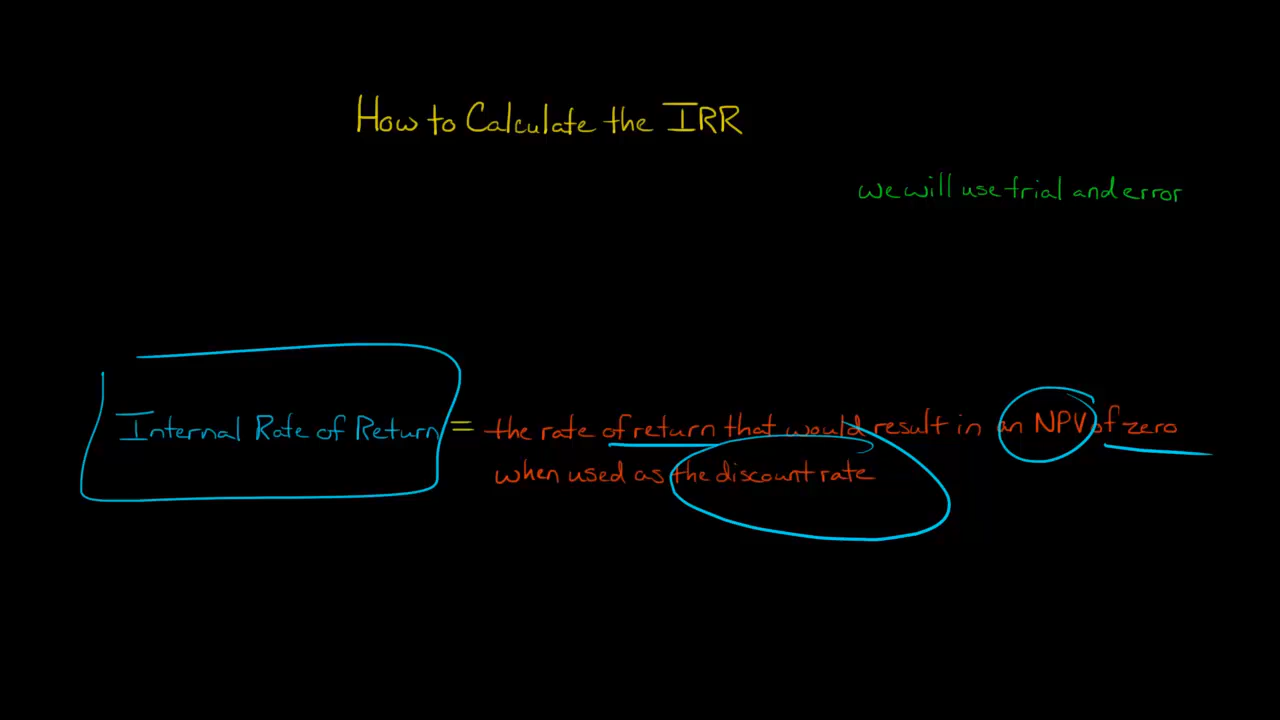 How to Calculate the IRR
we will use trial and error
Internal Rate of Return = the rate of return that would result in an NPV of zero
when used as the discount rate